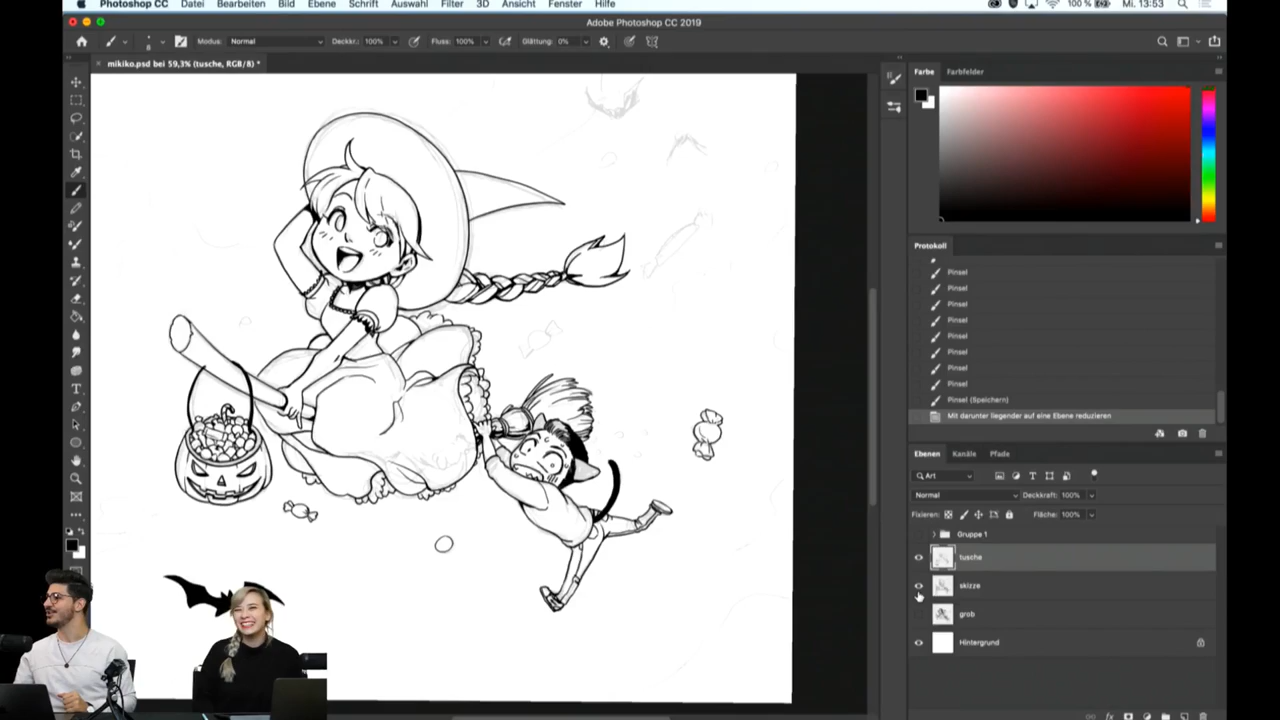 Photoshop CC Datei Bearbeiten Bild Ebene Schrift Auswahl Filter 3D Ansicht Fenster Hilfe 100 % Mi. 13:53
Adobe Photoshop CC 2019
Modus: Normal Deckkr.: 100% Fluss: 100% Glättung: 0%
mikiko.psd bei 59,3% (tusche, RGB/8) *
Farbe Farbfelder
Protokoll
Pinsel
Pinsel
Pinsel
Pinsel
Pinsel
Pinsel
Pinsel
Pinsel
Pinsel (Speichern)
Mit darunter liegender auf eine Ebene reduzieren
Ebenen Kanäle Pfade
Art
Normal Deckkraft: 100%
Fixieren: Fläche: 100%
Gruppe 1
tusche
skizze
grob
Hintergrund
fx